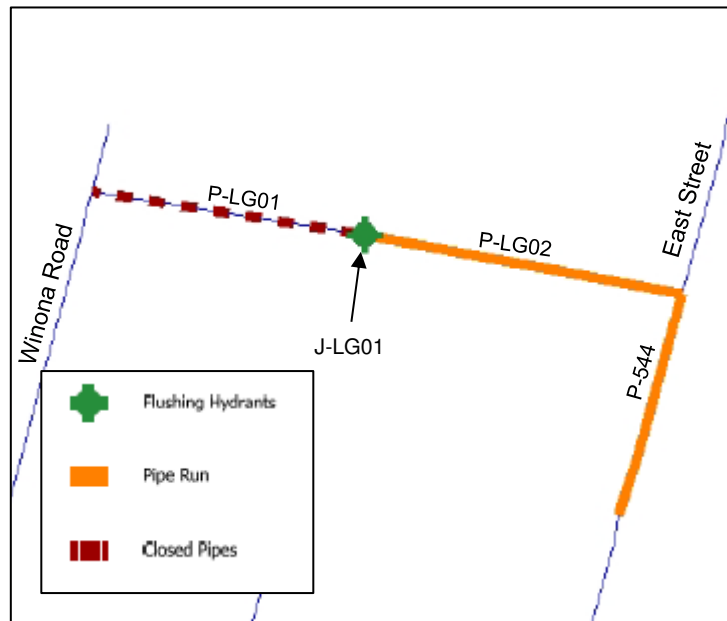 P-LG01
East Street
P-LG02
Winona Road
J-LG01
P-544
Flushing Hydrants
Pipe Run
Closed Pipes